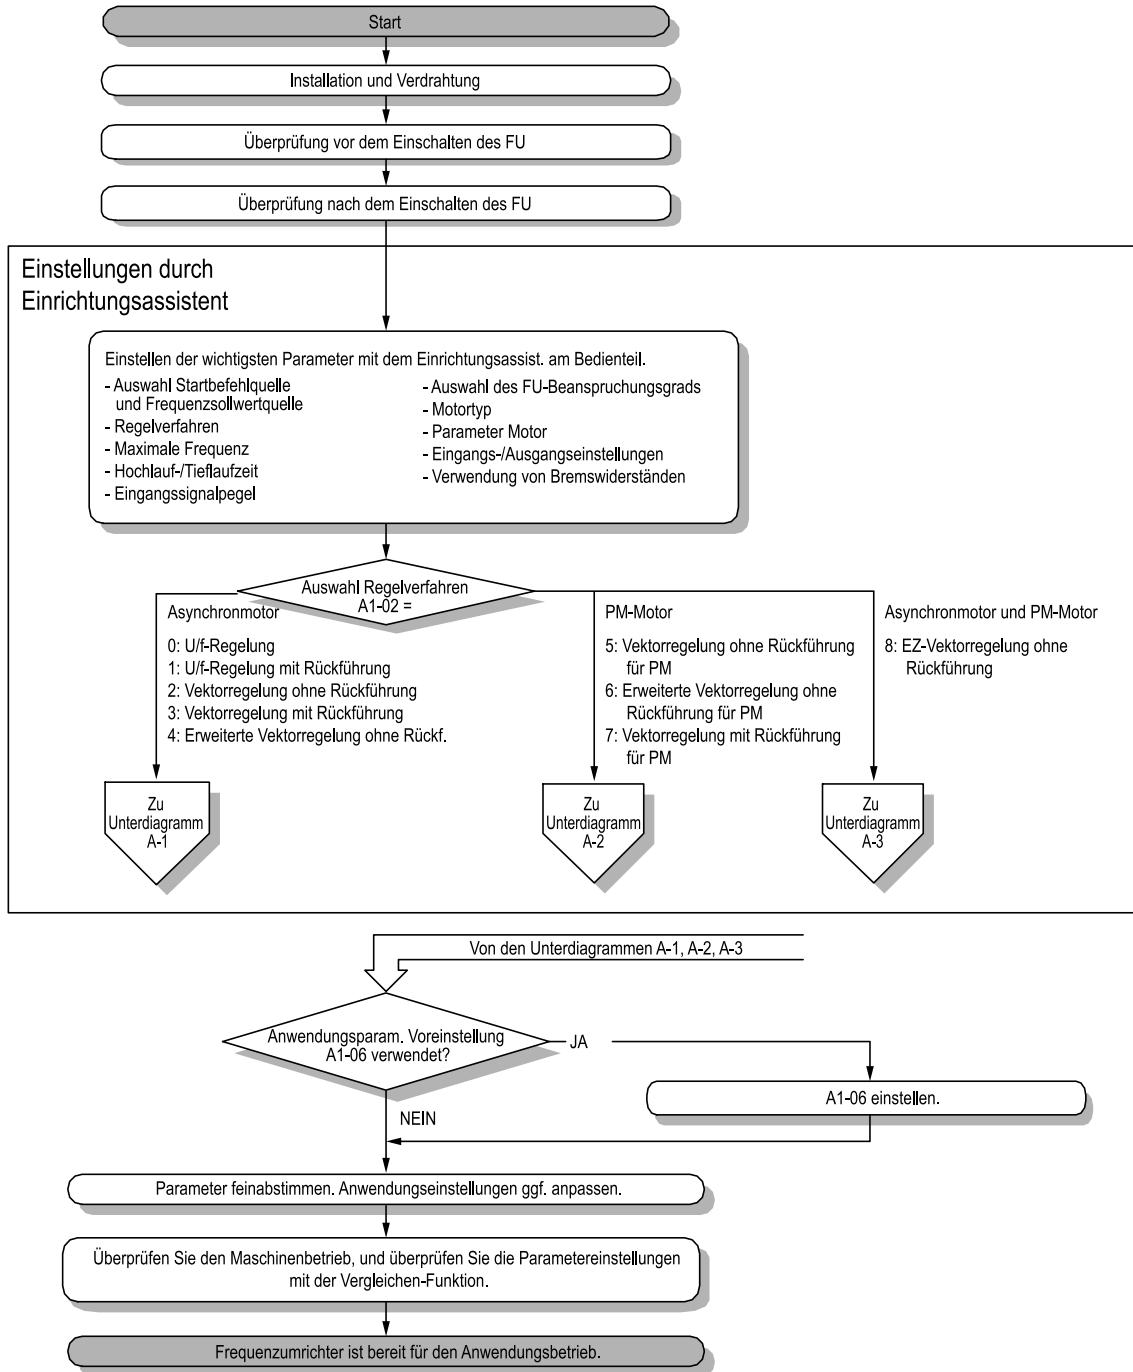 Start
Installation und Verdrahtung
Überprüfung vor dem Einschalten des FU
Überprüfung nach dem Einschalten des FU
Einstellungen durch
Einrichtungsassistent
Einstellen der wichtigsten Parameter mit dem Einrichtungsassist. am Bedienteil.
- Auswahl Startbefehlquelle
und Frequenzsollwertquelle
- Regelverfahren
- Maximale Frequenz
- Hochlauf-/Tieflaufzeit
- Eingangssignalpegel
- Auswahl des FU-Beanspruchungsgrads
- Motortyp
- Parameter Motor
- Eingangs-/Ausgangseinstellungen
- Verwendung von Bremswiderständen
Auswahl Regelverfahren
A1-02 =
Asynchronmotor
0: U/f-Regelung
1: U/f-Regelung mit Rückführung
2: Vektorregelung ohne Rückführung
3: Vektorregelung mit Rückführung
4: Erweiterte Vektorregelung ohne Rückf.
PM-Motor
5: Vektorregelung ohne Rückführung
für PM
6: Erweiterte Vektorregelung ohne
Rückführung für PM
7: Vektorregelung mit Rückführung
für PM
Asynchronmotor und PM-Motor
8: EZ-Vektorregelung ohne
Rückführung
Zu
Unterdiagramm
A-1
Zu
Unterdiagramm
A-2
Zu
Unterdiagramm
A-3
Von den Unterdiagrammen A-1, A-2, A-3
Anwendungsparam. Voreinstellung
A1-06 verwendet?
JA
A1-06 einstellen.
NEIN
Parameter feinabstimmen. Anwendungseinstellungen ggf. anpassen.
Überprüfen Sie den Maschinenbetrieb, und überprüfen Sie die Parametereinstellungen
mit der Vergleichen-Funktion.
Frequenzumrichter ist bereit für den Anwendungsbetrieb.